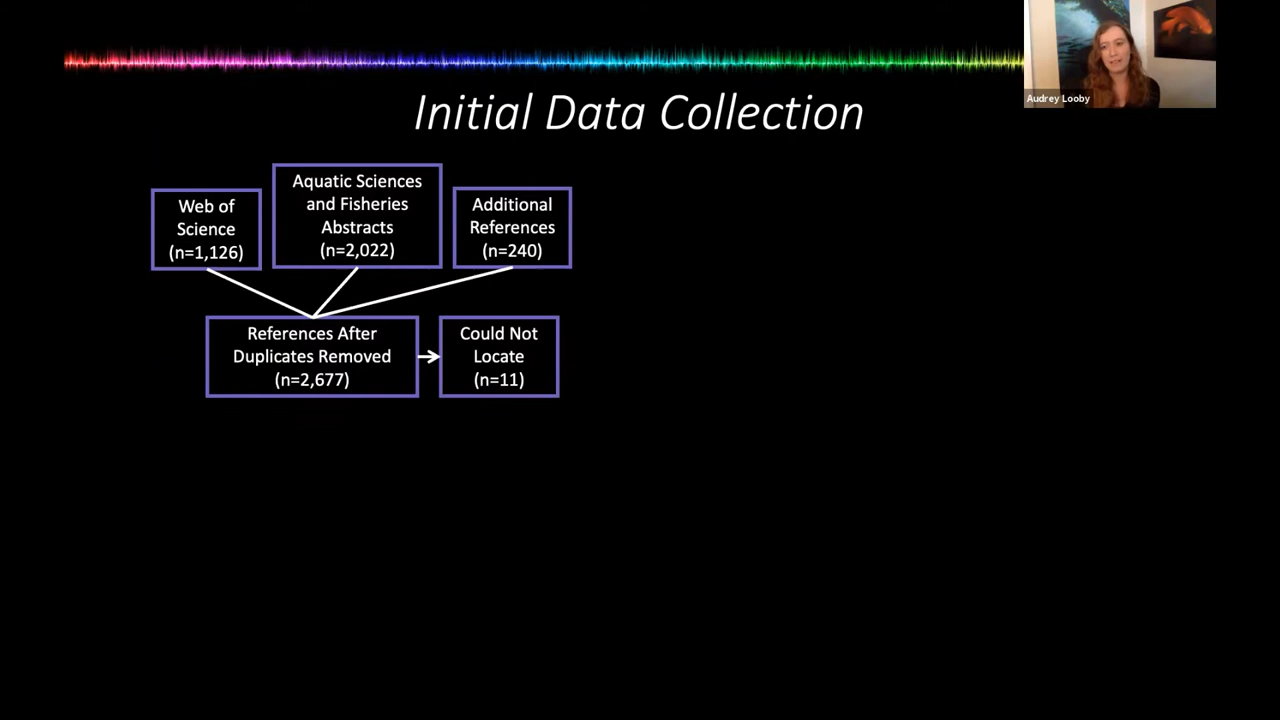 Audrey Looby
Initial Data Collection
Web of
Science
(n=1,126)
Aquatic Sciences
and Fisheries
Abstracts
(n=2,022)
Additional
References
(n=240)
References After
Duplicates Removed
(n=2,677)
Could Not
Locate
(n=11)